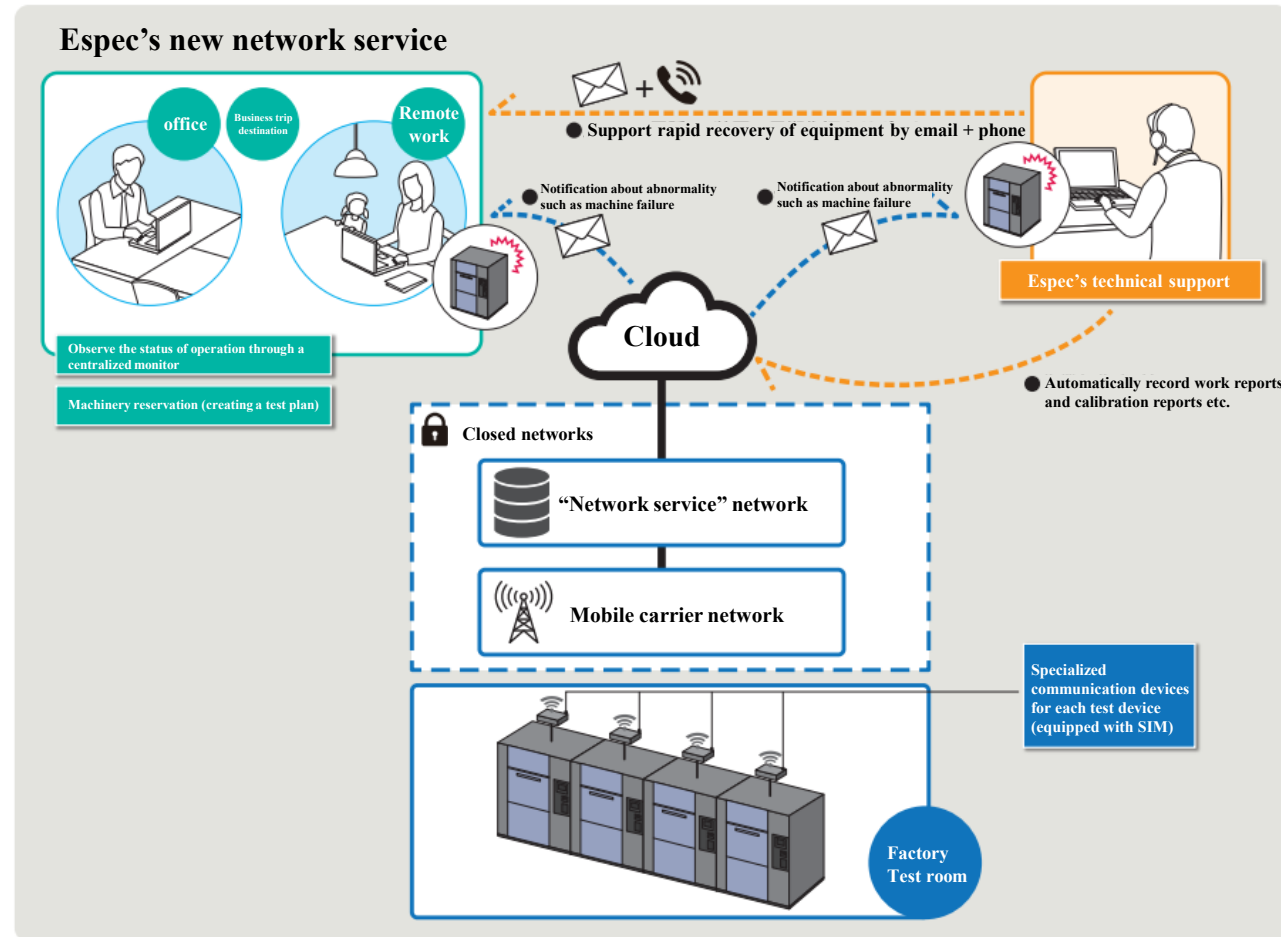 Espec’s new network service
office
Business trip
destination
Remote
work
● Support rapid recovery of equipment by email + phone
● Notification about abnormality
such as machine failure
● Notification about abnormality
such as machine failure
Espec’s technical support
Cloud
Observe the status of operation through a
centralized monitor
Machinery reservation (creating a test plan)
● Automatically record work reports
and calibration reports etc.
Closed networks
“Network service” network
Mobile carrier network
Specialized
communication devices
for each test device
(equipped with SIM)
Factory
Test room